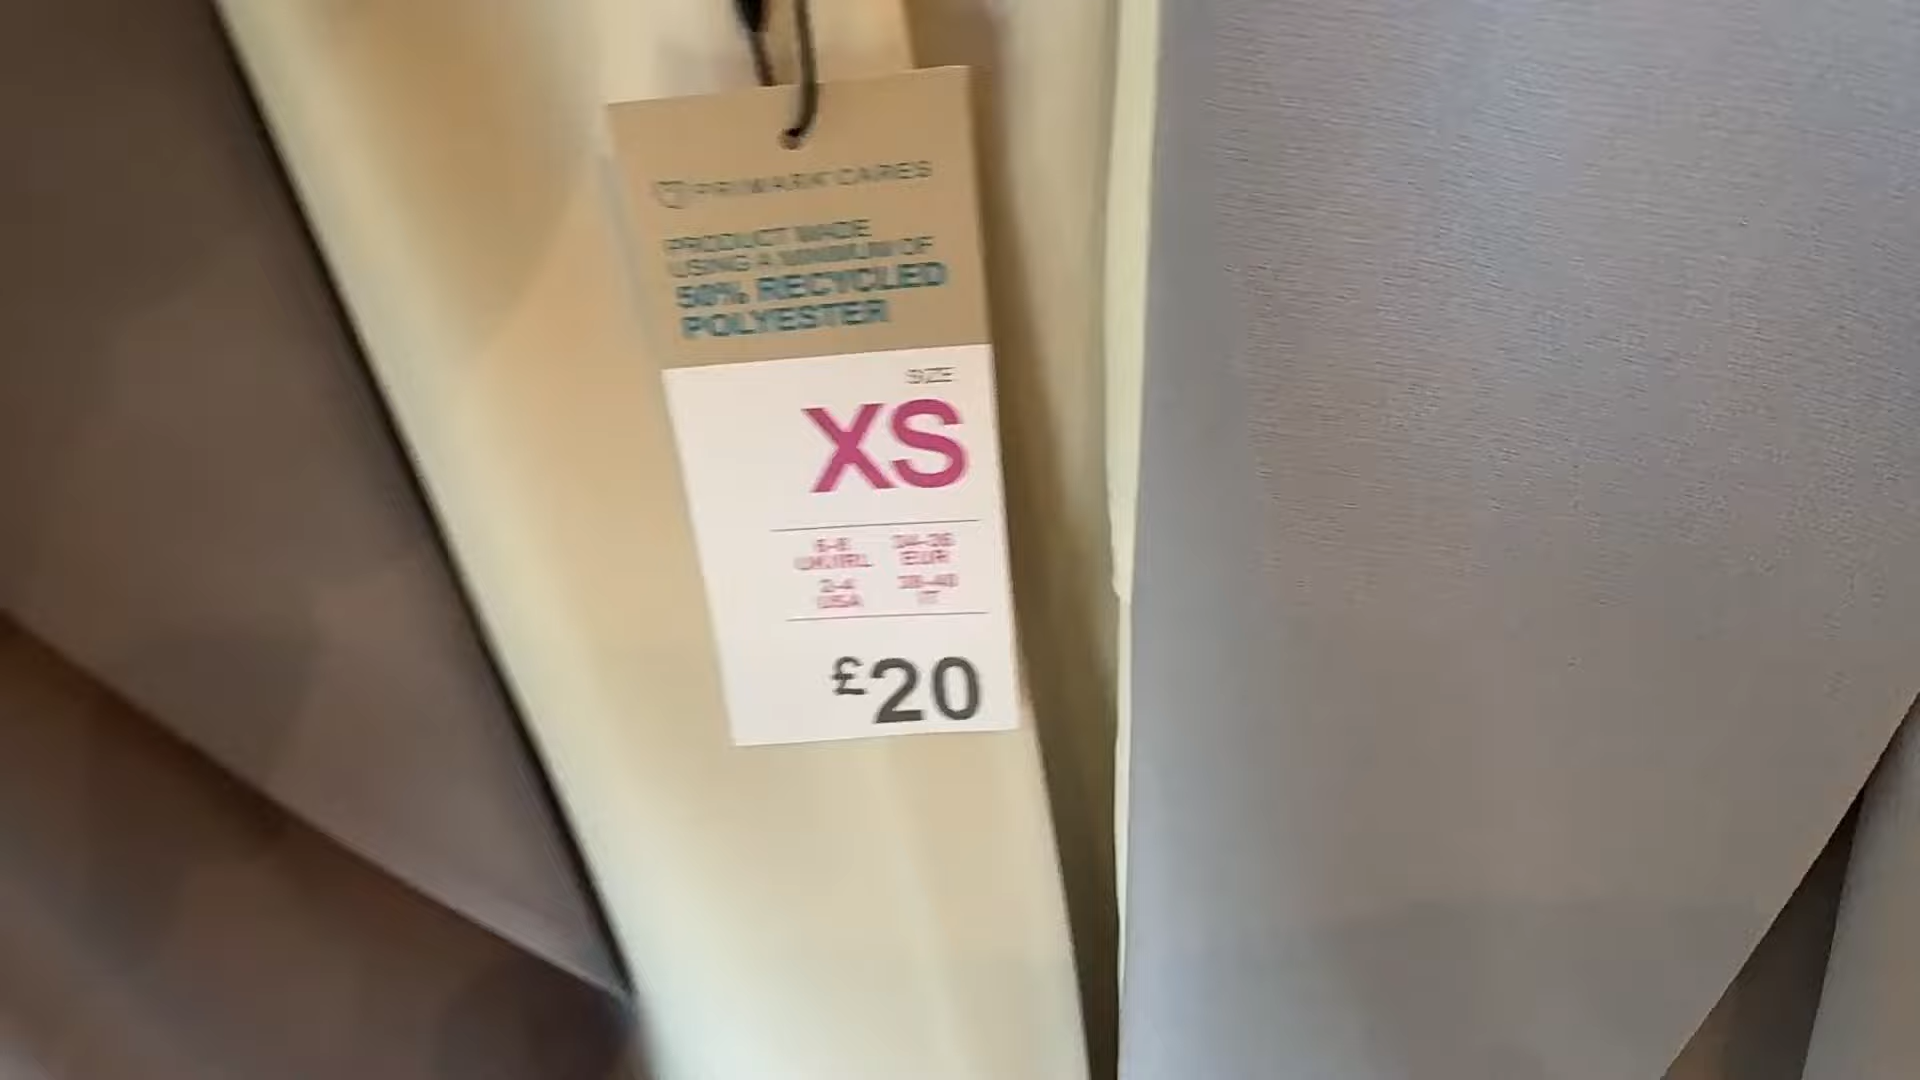 PRIMARK CARES
PRODUCT MADE
USING A MINIMUM OF
50% RECYCLED
POLYESTER
SIZE
XS
6-8 34-36
UK/IRL EUR
2-4 38-40
USA IT
£20